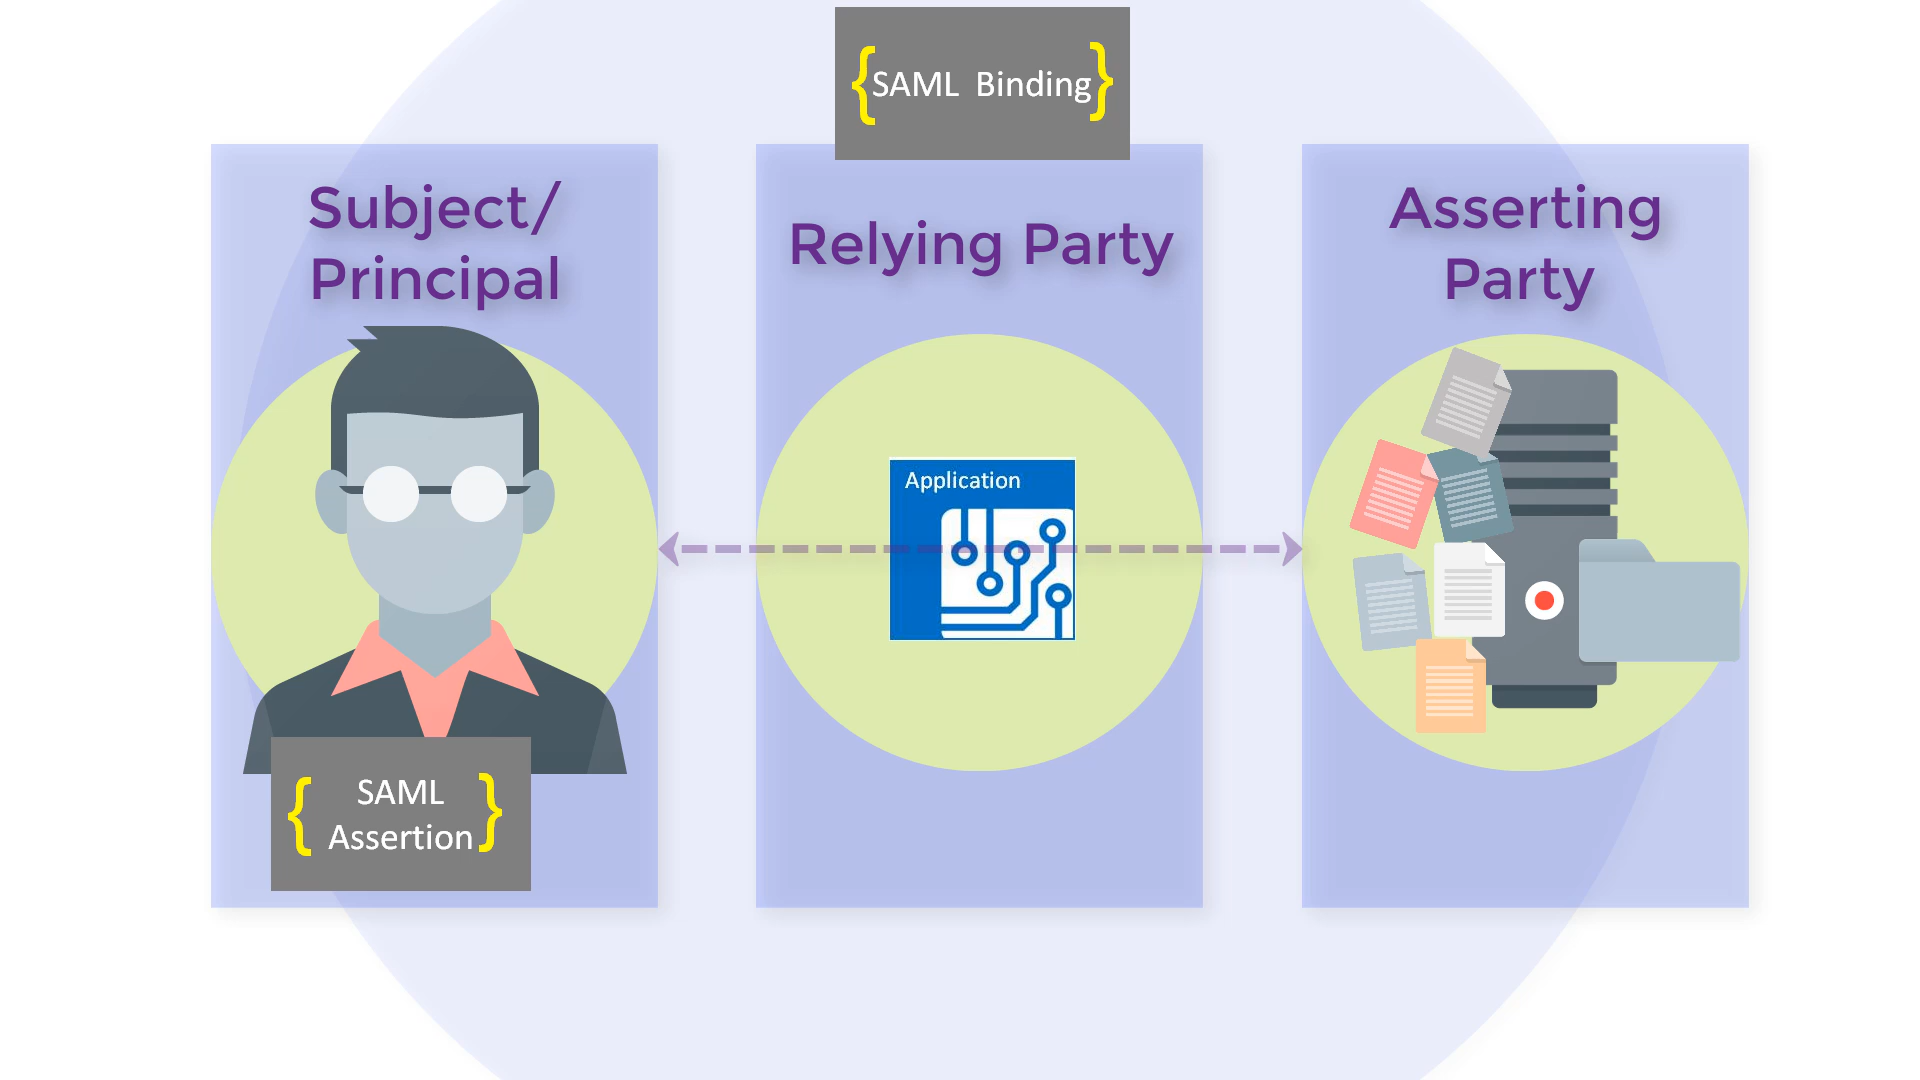 {SAML Binding}
Subject/
Principal
Relying Party
Asserting
Party
Application
{ SAML
Assertion }